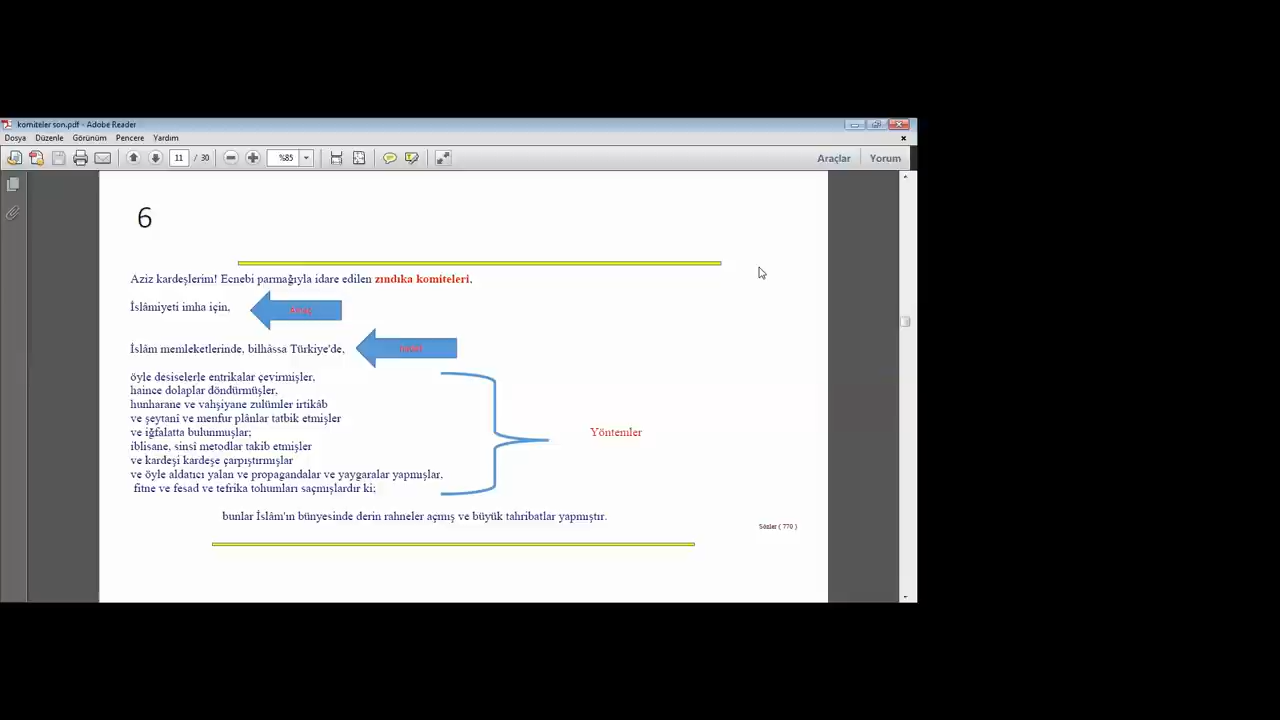 komiteler son.pdf - Adobe Reader
Dosya Düzenle Görünüm Pencere Yardım
11 / 30 %85 Araçlar Yorum
6
Aziz kardeşlerim! Ecnebi parmağıyla idare edilen zındıka komiteleri,
İslâmiyeti imha için,
İslâm memleketlerinde, bilhâssa Türkiye'de,
öyle desiselerle entrikalar çevirmişler,
haince dolaplar döndürmüşler,
hunharane ve vahşiyane zulümler irtikâb
ve şeytanî ve menfur plânlar tatbik etmişler
ve iğfalatta bulunmuşlar;
Yöntemler
iblisane, sinsi metodlar takib etmişler
ve kardeşi kardeşe çarpıştırmışlar
ve öyle aldatıcı yalan ve propagandalar ve yaygaralar yapmışlar,
fitne ve fesad ve tefrika tohumları saçmışlardır ki;
bunlar İslâm'ın bünyesinde derin rahneler açmış ve büyük tahribatlar yapmıştır.
Sözler ( 770 )